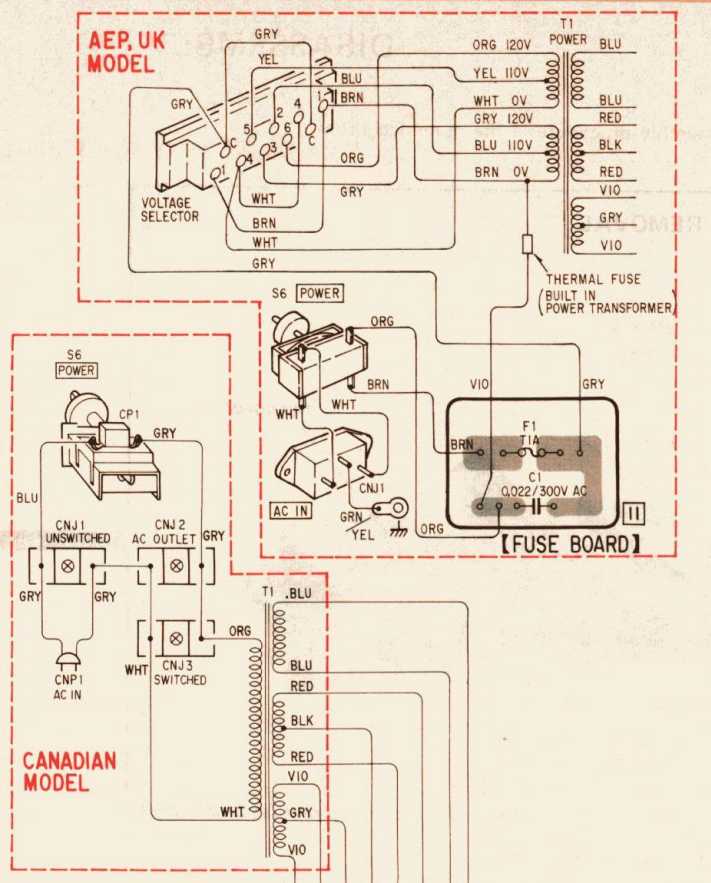 AEP, UK
MODEL
GRY
YEL
BLU
BRN
GRY
1
4
2
5
6
C
C
3
4
1
ORG
GRY
WHT
BRN
WHT
GRY
VOLTAGE
SELECTOR
T1
POWER
ORG 120V
YEL 110V
WHT 0V
GRY 120V
BLU 110V
BRN 0V
BLU
BLU
RED
BLK
RED
VIO
GRY
VIO
THERMAL FUSE
(BUILT IN
POWER TRANSFORMER)
S6 POWER
ORG
BRN
WHT
WHT
CNJ1
AC IN
GRN
/YEL
ORG
VIO
GRY
BRN
F1
T1A
C1
0,022/300V AC
11
【FUSE BOARD】
S6
POWER
CP1
GRY
BLU
CNJ1
UNSWITCHED
CNJ2
AC OUTLET
GRY
GRY
GRY
CNP1
AC IN
WHT
CNJ3
SWITCHED
ORG
WHT
T1
.BLU
BLU
RED
BLK
RED
VIO
GRY
VIO
CANADIAN
MODEL